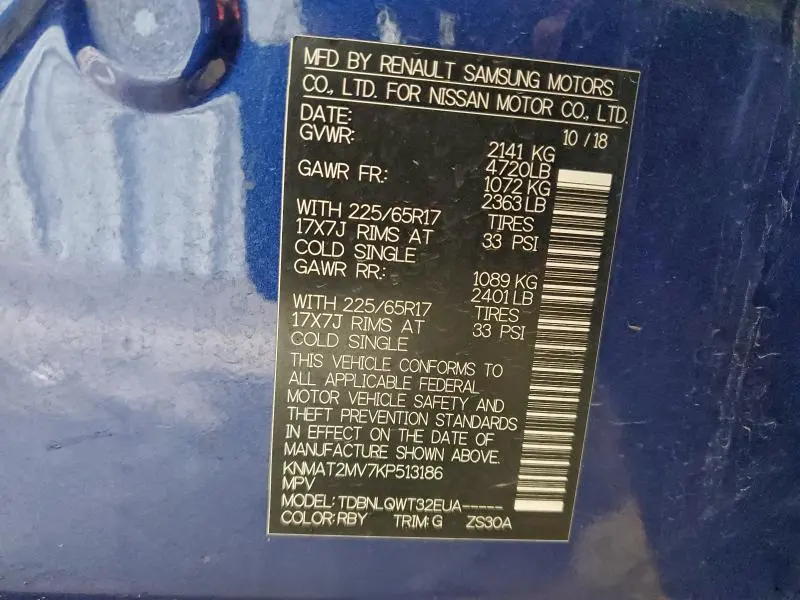 MFD BY RENAULT SAMSUNG MOTORS
CO., LTD. FOR NISSAN MOTOR CO., LTD.
DATE: 10 / 18
GVWR: 2141 KG
4720LB
GAWR FR.: 1072 KG
2363 LB
WITH 225/65R17 TIRES
17X7J RIMS AT 33 PSI
COLD SINGLE
GAWR RR.: 1089 KG
2401 LB
WITH 225/65R17 TIRES
17X7J RIMS AT 33 PSI
COLD SINGLE
THIS VEHICLE CONFORMS TO
ALL APPLICABLE FEDERAL
MOTOR VEHICLE SAFETY AND
THEFT PREVENTION STANDARDS
IN EFFECT ON THE DATE OF
MANUFACTURE SHOWN ABOVE.
KNMAT2MV7KP513186
MPV
MODEL: TDBNLQWT32EUA-----
COLOR: RBY TRIM: G ZS30A